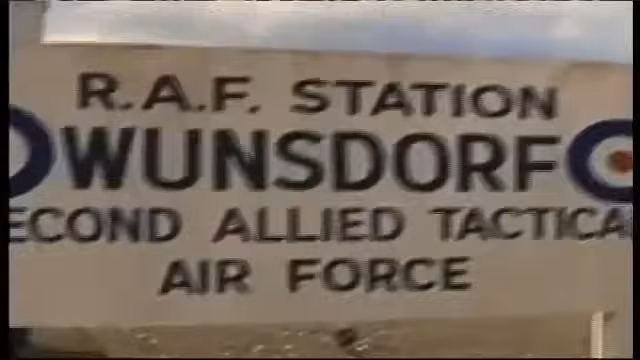 R.A.F. STATION
WUNSDORF
ECOND ALLIED TACTICA
AIR FORCE